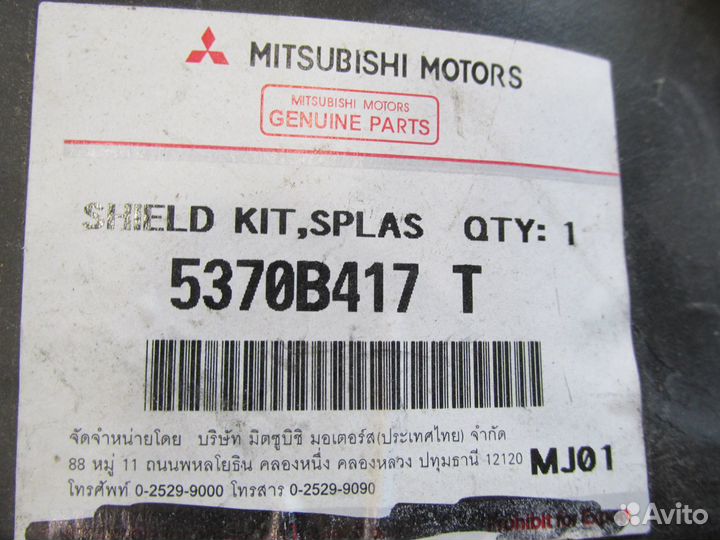 MITSUBISHI MOTORS
MITSUBISHI MOTORS
GENUINE PARTS
SHIELD KIT,SPLAS QTY: 1
5370B417 T
จัดจำหน่ายโดย บริษัท มิตซูบิชิ มอเตอร์ส(ประเทศไทย) จำกัด
88 หมู่ 11 ถนนพหลโยธิน คลองหนึ่ง คลองหลวง ปทุมธานี 12120 MJ01
โทรศัพท์ 0-2529-9000 โทรสาร 0-2529-9090
Prohibit for Export
Avito